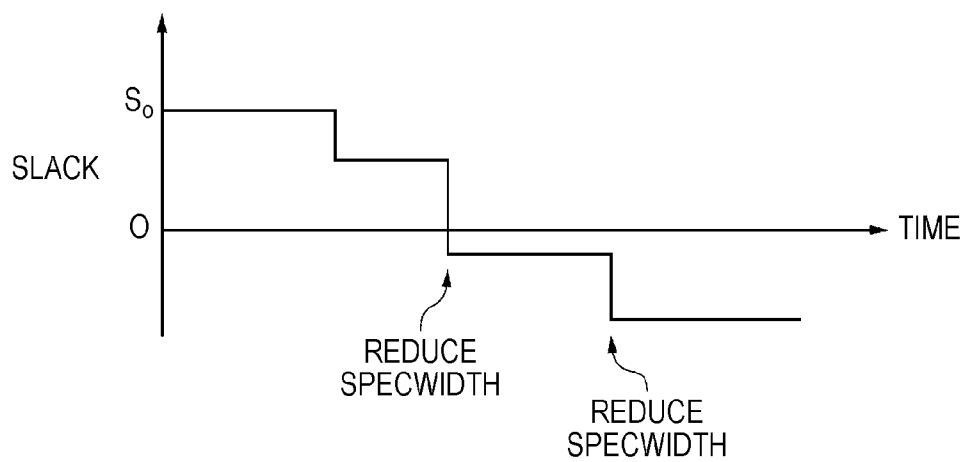 S₀
SLACK
O
TIME
REDUCE
SPECWIDTH
REDUCE
SPECWIDTH